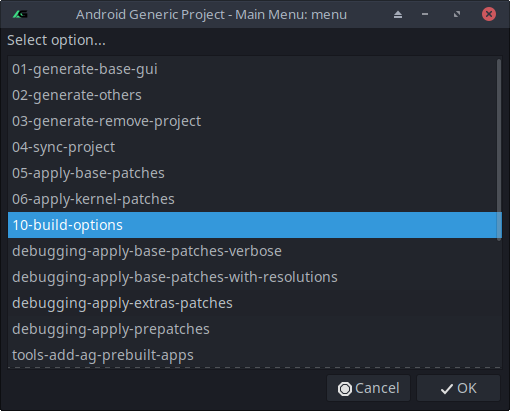 Android Generic Project - Main Menu: menu
Select option...
01-generate-base-gui
02-generate-others
03-generate-remove-project
04-sync-project
05-apply-base-patches
06-apply-kernel-patches
10-build-options
debugging-apply-base-patches-verbose
debugging-apply-base-patches-with-resolutions
debugging-apply-extras-patches
debugging-apply-prepatches
tools-add-ag-prebuilt-apps
Cancel
OK